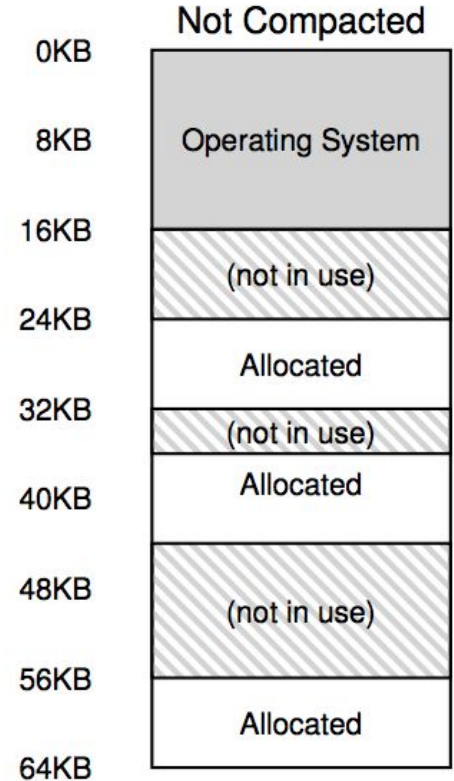 Not Compacted
0KB
8KB
Operating System
16KB
(not in use)
24KB
Allocated
32KB
(not in use)
Allocated
40KB
48KB
(not in use)
56KB
Allocated
64KB